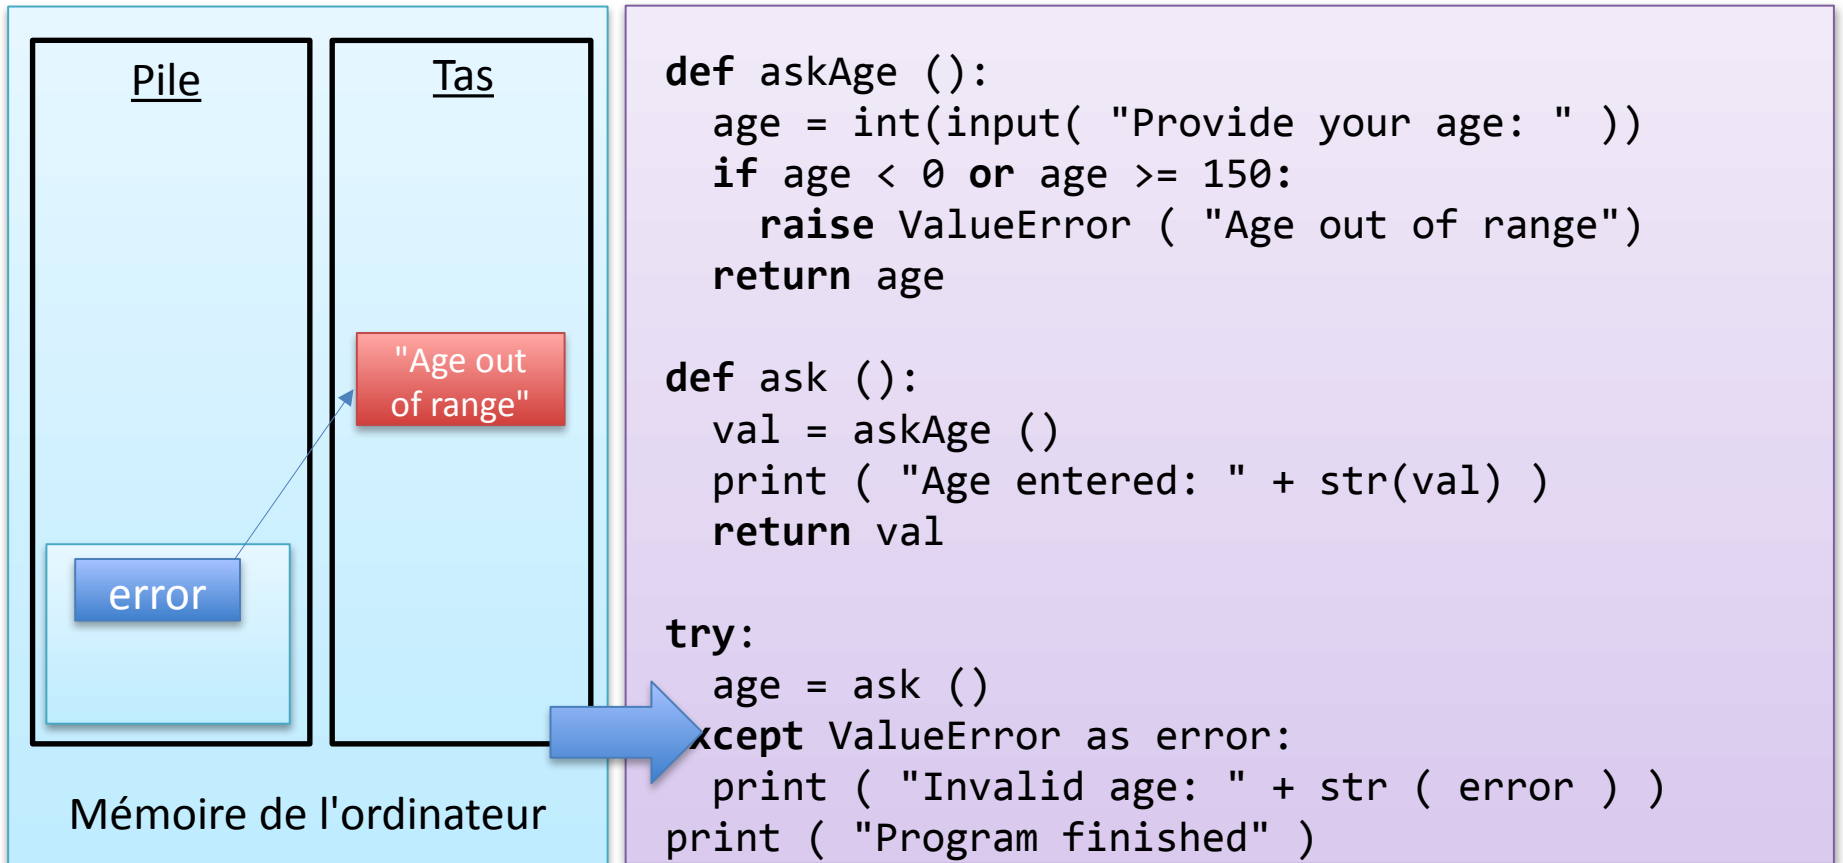 Pile
Tas
"Age out
of range"
error
Mémoire de l'ordinateur
def askAge ():
  age = int(input( "Provide your age: " ))
  if age < 0 or age >= 150:
    raise ValueError ( "Age out of range")
  return age
def ask ():
  val = askAge ()
  print ( "Age entered: " + str(val) )
  return val
try:
  age = ask ()
xcept ValueError as error:
  print ( "Invalid age: " + str ( error ) )
print ( "Program finished" )